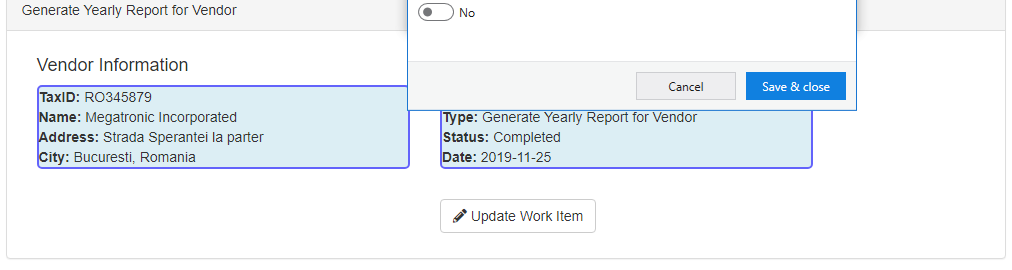 Generate Yearly Report for Vendor
No
Cancel
Save & close
Vendor Information
TaxID: RO345879
Name: Megatronic Incorporated
Address: Strada Sperantei la parter
City: Bucuresti, Romania
Type: Generate Yearly Report for Vendor
Status: Completed
Date: 2019-11-25
Update Work Item